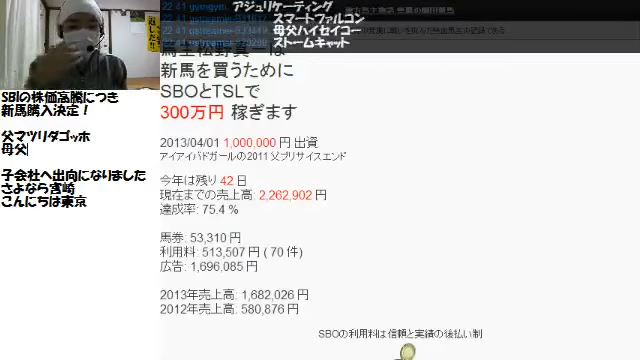 アジュリケーティング
スマートファルコン
母父ハイセイコー
ストームキャット
新馬を買うために
SBOとTSLで
300万円 稼ぎます
2013/04/01 1,000,000 円 出資
アイアイバドガールの2011 父ブリサイスエンド
今年は残り 42 日
現在までの売上高: 2,262,902 円
達成率: 75.4 %
馬券: 53,310 円
利用料: 513,507 円 ( 70 件)
広告: 1,696,085 円
2013年売上高: 1,682,026 円
2012年売上高: 580,876 円
SBOの利用料は信頼と実績の後払い制
SBIの株価高騰につき
新馬購入決定！
父マツリダゴッホ
母父
子会社へ出向になりました
さよなら宮崎
こんにちは東京